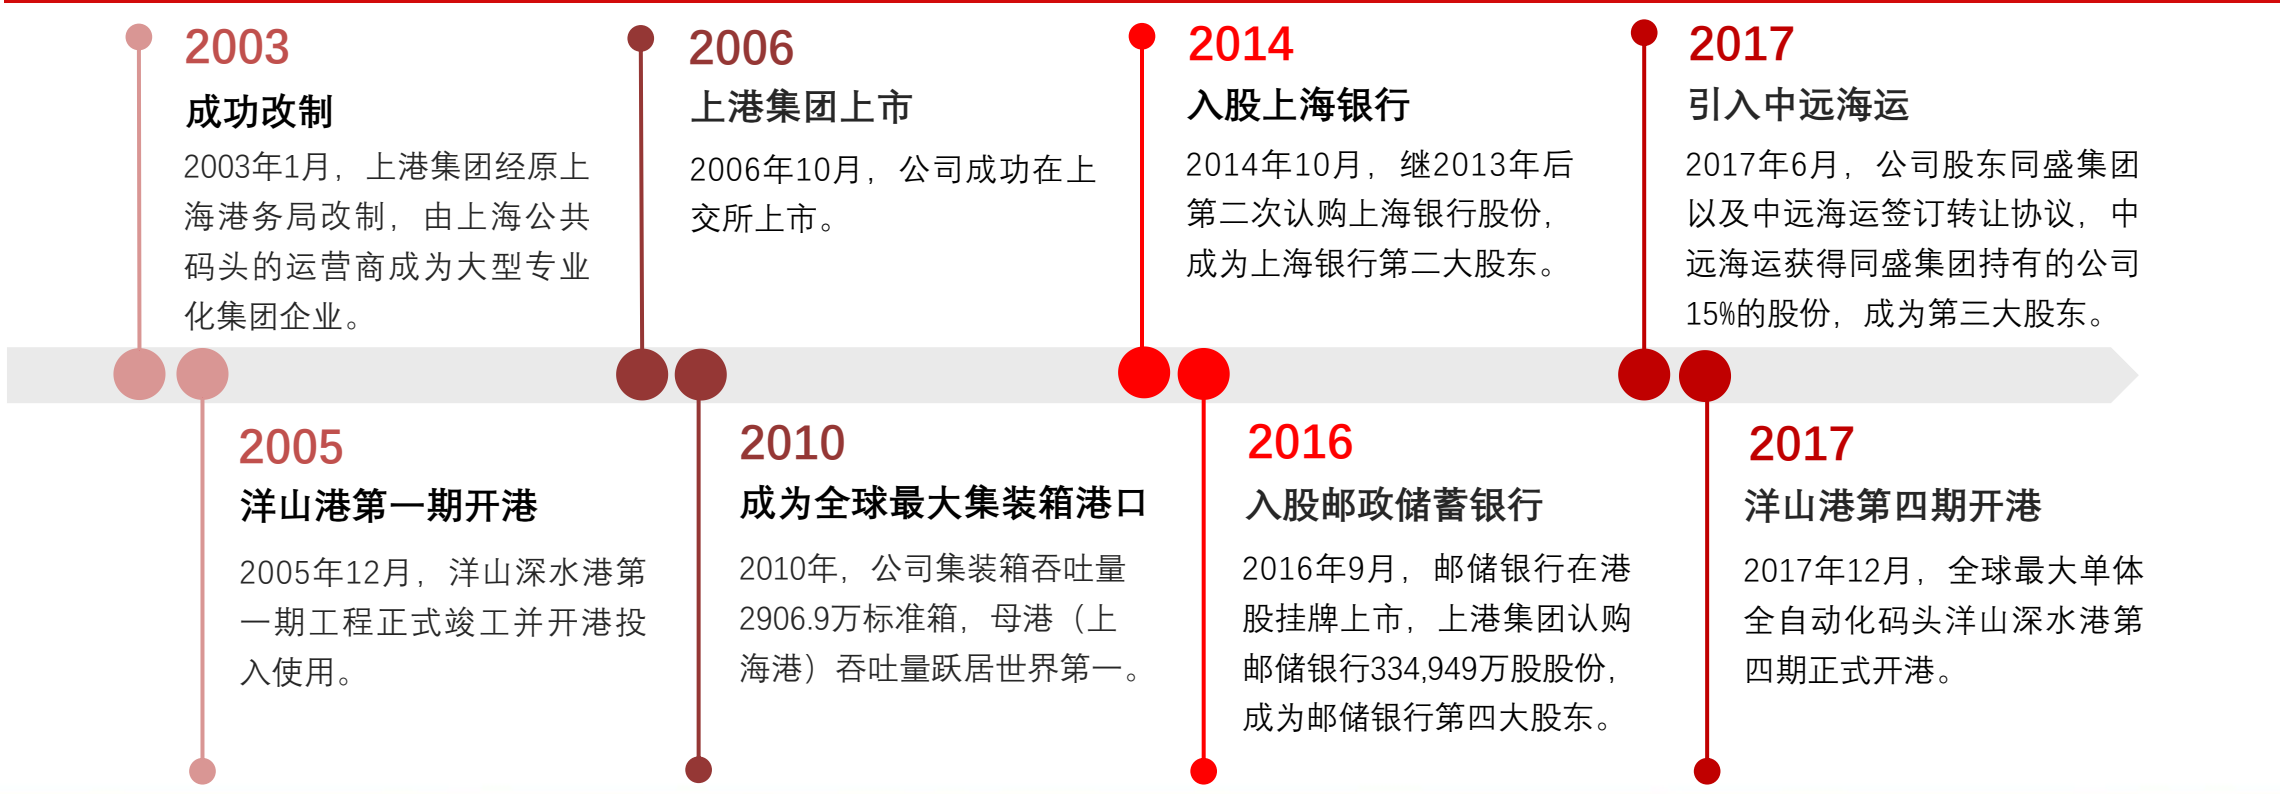 2003
成功改制
2003年1月，上港集团经原上
海港务局改制，由上海公共
码头的运营商成为大型专业
化集团企业。
2006
上港集团上市
2006年10月，公司成功在上
交所上市。
2014
入股上海银行
2014年10月，继2013年后
第二次认购上海银行股份，
成为上海银行第二大股东。
2017
引入中远海运
2017年6月，公司股东同盛集团
以及中远海运签订转让协议，中
远海运获得同盛集团持有的公司
15%的股份，成为第三大股东。
2005
洋山港第一期开港
2005年12月，洋山深水港第
一期工程正式竣工并开港投
入使用。
2010
成为全球最大集装箱港口
2010年，公司集装箱吞吐量
2906.9万标准箱，母港（上
海港）吞吐量跃居世界第一。
2016
入股邮政储蓄银行
2016年9月，邮储银行在港
股挂牌上市，上港集团认购
邮储银行334,949万股股份，
成为邮储银行第四大股东。
2017
洋山港第四期开港
2017年12月，全球最大单体
全自动化码头洋山深水港第
四期正式开港。